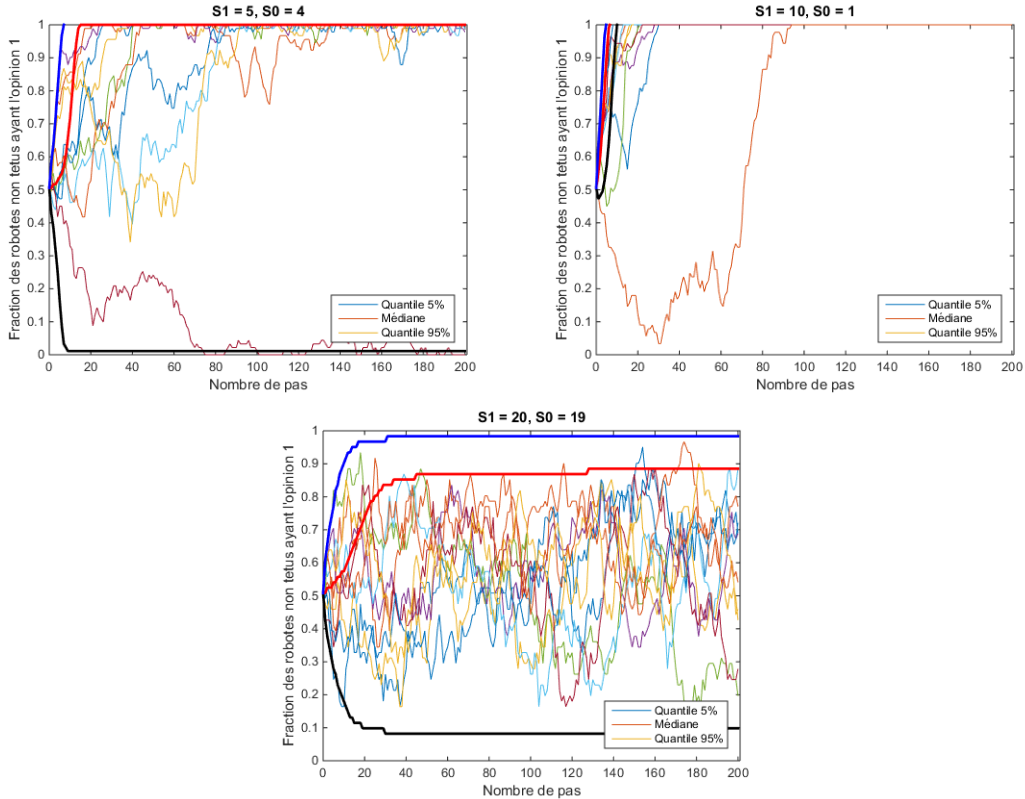 S1 = 5, S0 = 4
Fraction des robotes non tetus ayant l'opinion 1
1
0.9
0.8
0.7
0.6
0.5
0.4
0.3
0.2
0.1
0
0 20 40 60 80 100 120 140 160 180 200
Nombre de pas
Quantile 5%
Médiane
Quantile 95%
S1 = 10, S0 = 1
Fraction des robotes non tetus ayant l'opinion 1
1
0.9
0.8
0.7
0.6
0.5
0.4
0.3
0.2
0.1
0
0 20 40 60 80 100 120 140 160 180 200
Nombre de pas
Quantile 5%
Médiane
Quantile 95%
S1 = 20, S0 = 19
Fraction des robotes non tetus ayant l'opinion 1
1
0.9
0.8
0.7
0.6
0.5
0.4
0.3
0.2
0.1
0
0 20 40 60 80 100 120 140 160 180 200
Nombre de pas
Quantile 5%
Médiane
Quantile 95%